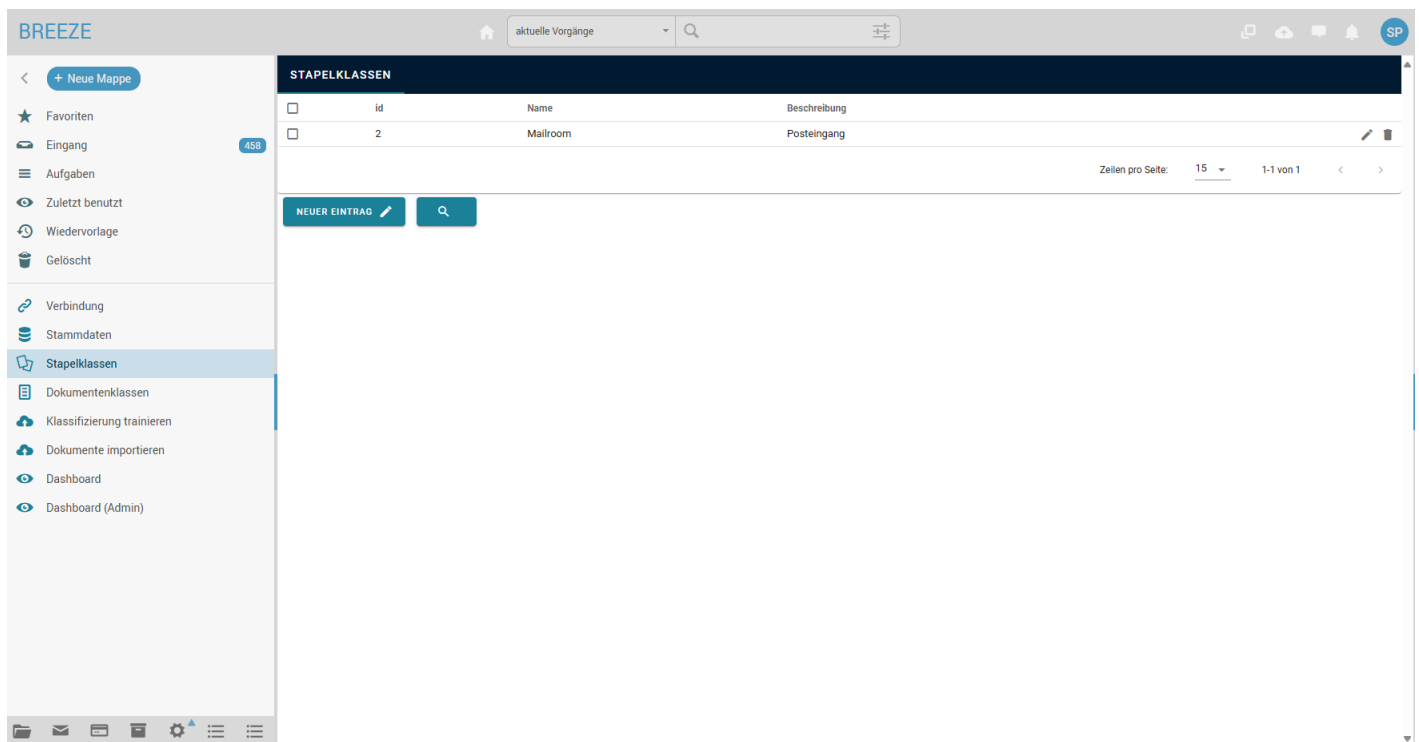 BREEZE
aktuelle Vorgänge
SP
+ Neue Mappe
Favoriten
Eingang 458
Aufgaben
Zuletzt benutzt
Wiedervorlage
Gelöscht
Verbindung
Stammdaten
Stapelklassen
Dokumentenklassen
Klassifizierung trainieren
Dokumente importieren
Dashboard
Dashboard (Admin)
STAPELKLASSEN
id Name Beschreibung
2 Mailroom Posteingang
Zeilen pro Seite: 15 1-1 von 1
NEUER EINTRAG